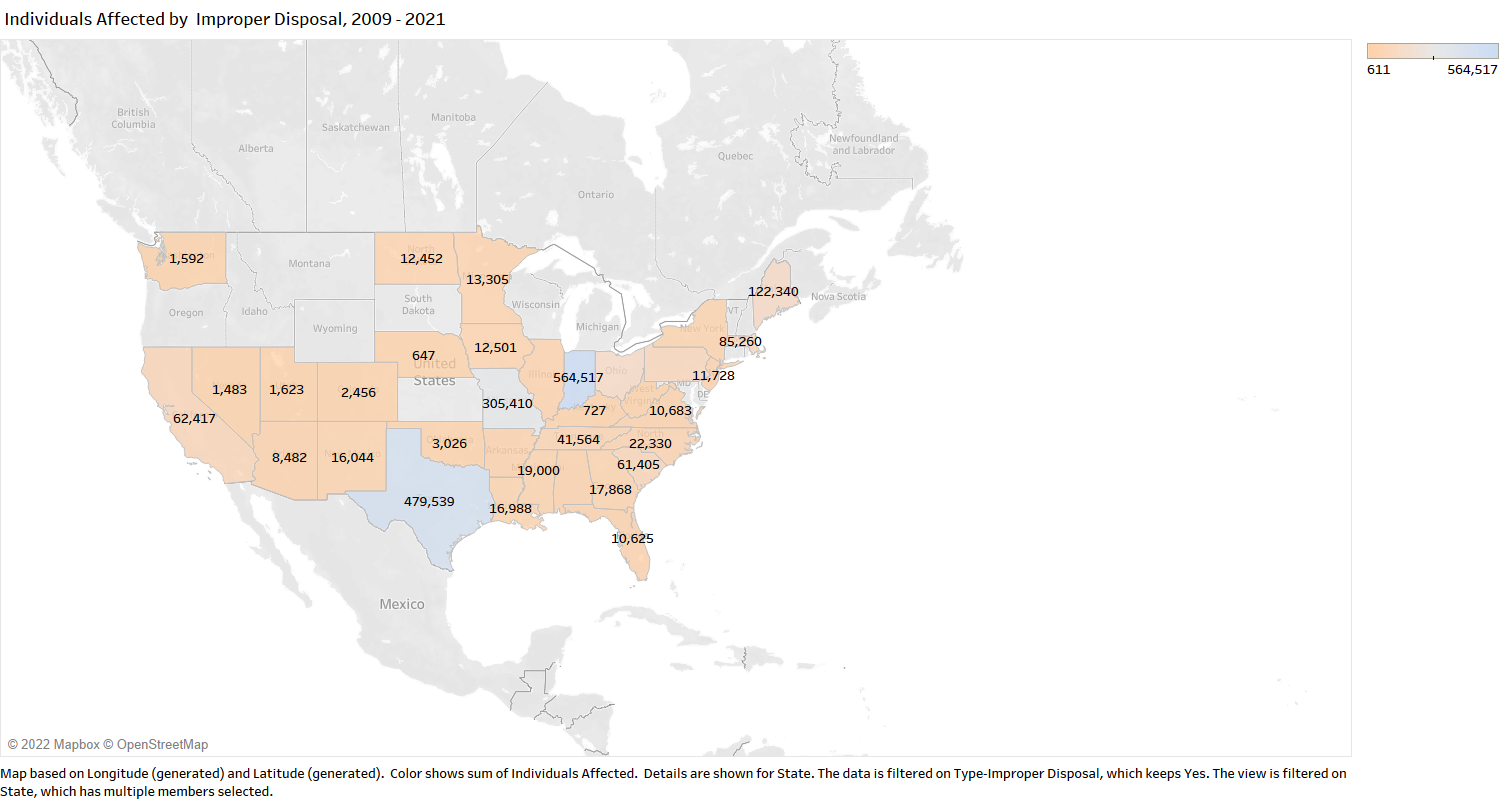 Individuals Affected by  Improper Disposal, 2009 - 2021
611
564,517
British
Columbia
Alberta
Saskatchewan
Manitoba
Ontario
Quebec
Newfoundland
and Labrador
Nova Scotia
1,592
Montana
North
12,452
13,305
122,340
Oregon
Idaho
South
Dakota
Wisconsin
VT
Wyoming
Michigan
New York
85,260
12,501
647
United
States
1,483
1,623
2,456
Illinois
564,517
Ohio
11,728
MD
DE
62,417
305,410
727
West
Virginia
10,683
3,026
41,564
North
22,330
8,482
16,044
Arkansas
19,000
61,405
479,539
16,988
17,868
10,625
Mexico
© 2022 Mapbox © OpenStreetMap
Map based on Longitude (generated) and Latitude (generated).  Color shows sum of Individuals Affected.  Details are shown for State. The data is filtered on Type-Improper Disposal, which keeps Yes. The view is filtered on
State, which has multiple members selected.